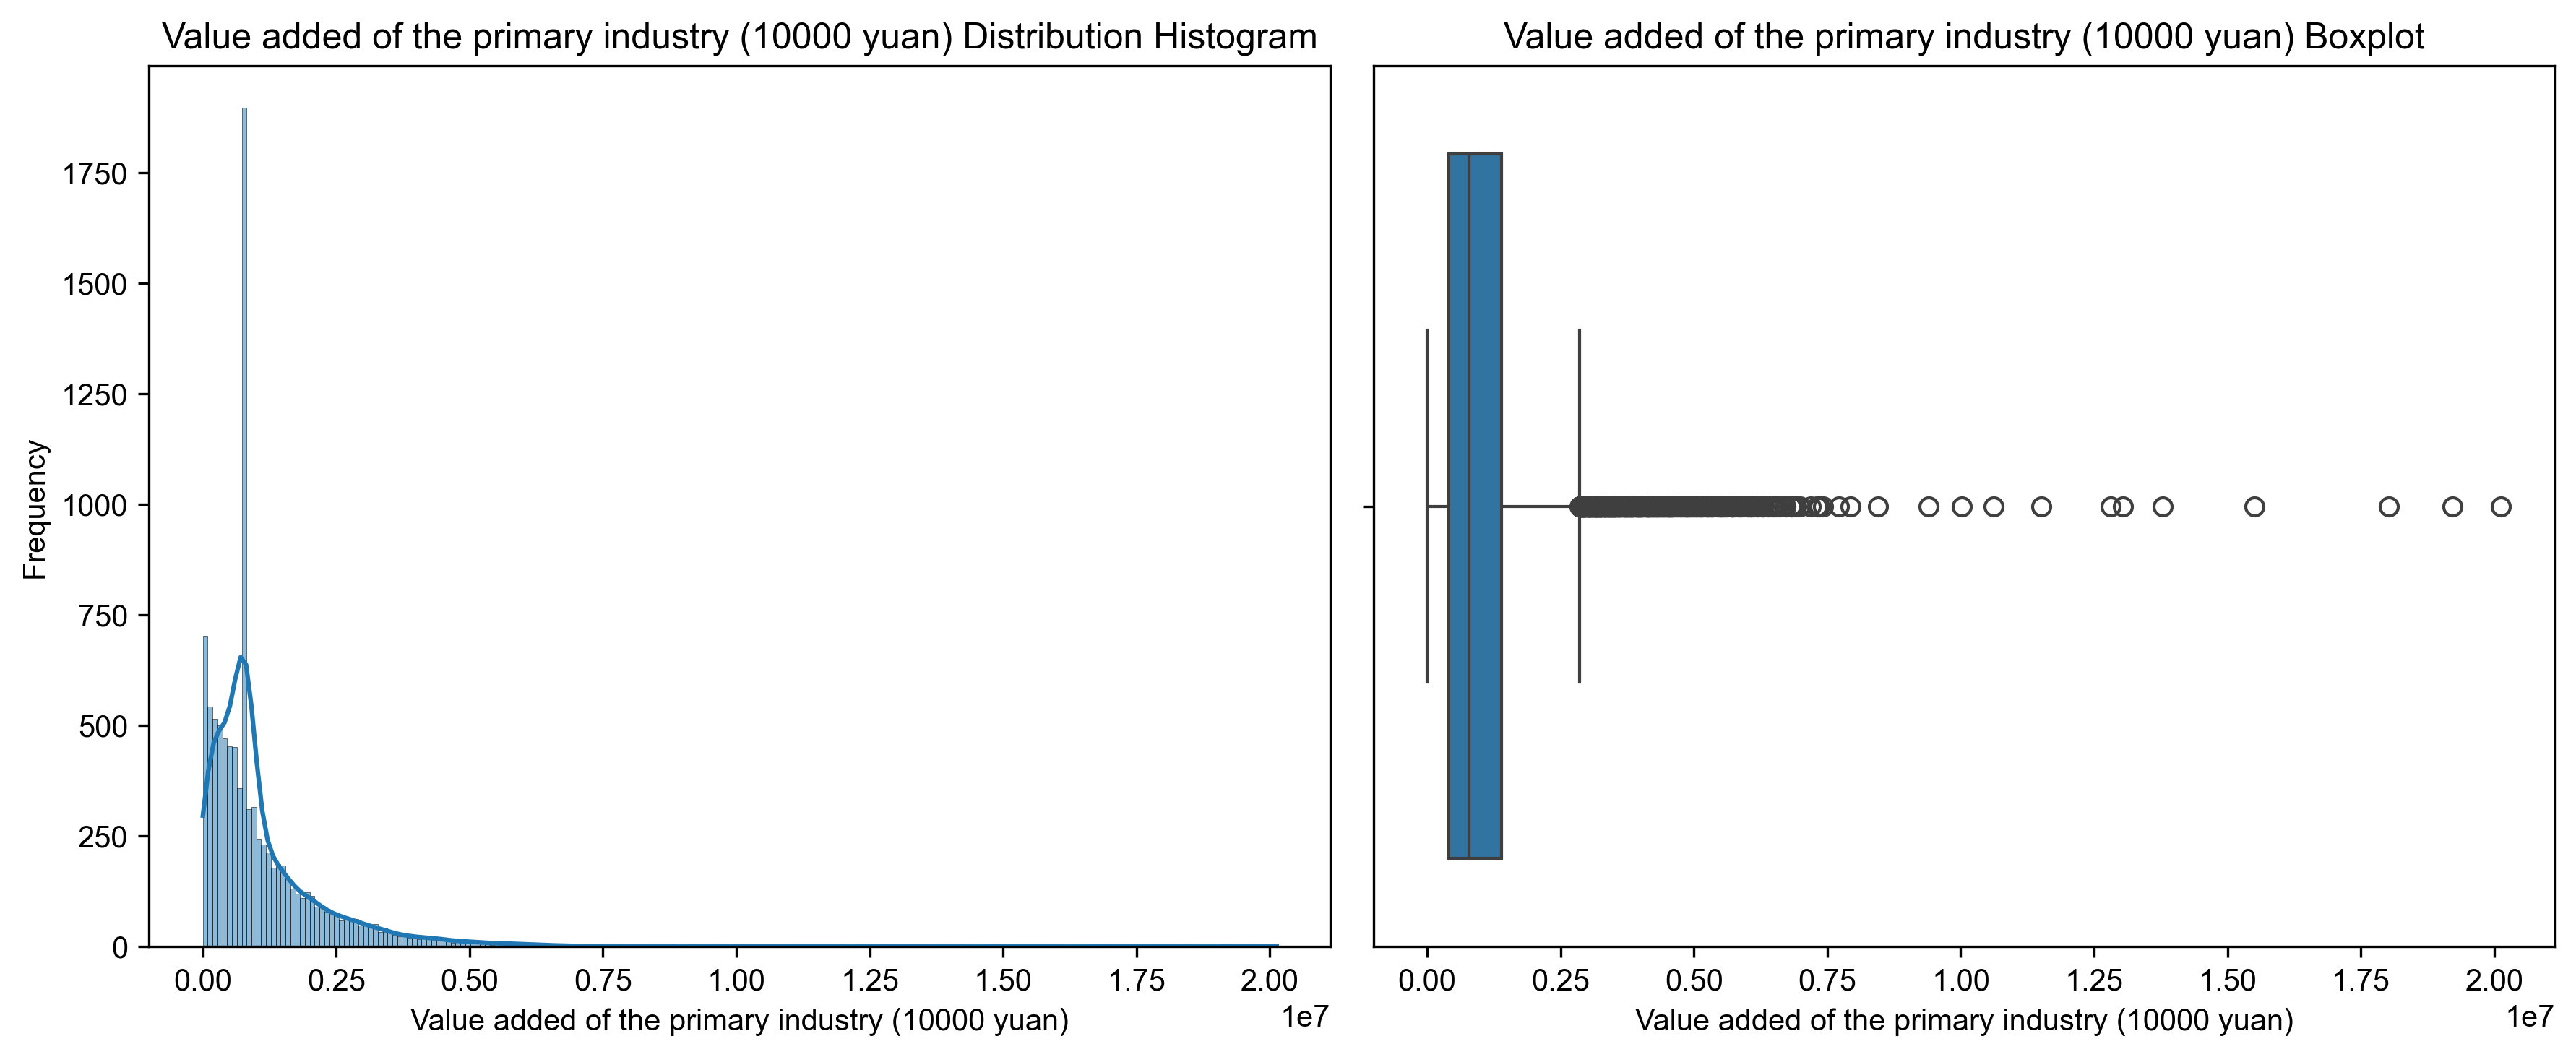 Value added of the primary industry (10000 yuan) Distribution Histogram
1750
1500
1250
1000
750
500
250
0
Frequency
0.00 0.25 0.50 0.75 1.00 1.25 1.50 1.75 2.00
1e7
Value added of the primary industry (10000 yuan)
Value added of the primary industry (10000 yuan) Boxplot
0.00 0.25 0.50 0.75 1.00 1.25 1.50 1.75 2.00
1e7
Value added of the primary industry (10000 yuan)